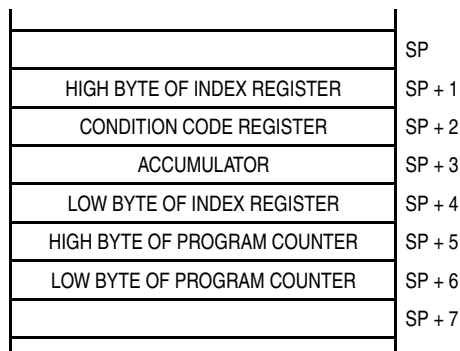 SP
HIGH BYTE OF INDEX REGISTER SP + 1
CONDITION CODE REGISTER SP + 2
ACCUMULATOR SP + 3
LOW BYTE OF INDEX REGISTER SP + 4
HIGH BYTE OF PROGRAM COUNTER SP + 5
LOW BYTE OF PROGRAM COUNTER SP + 6
SP + 7